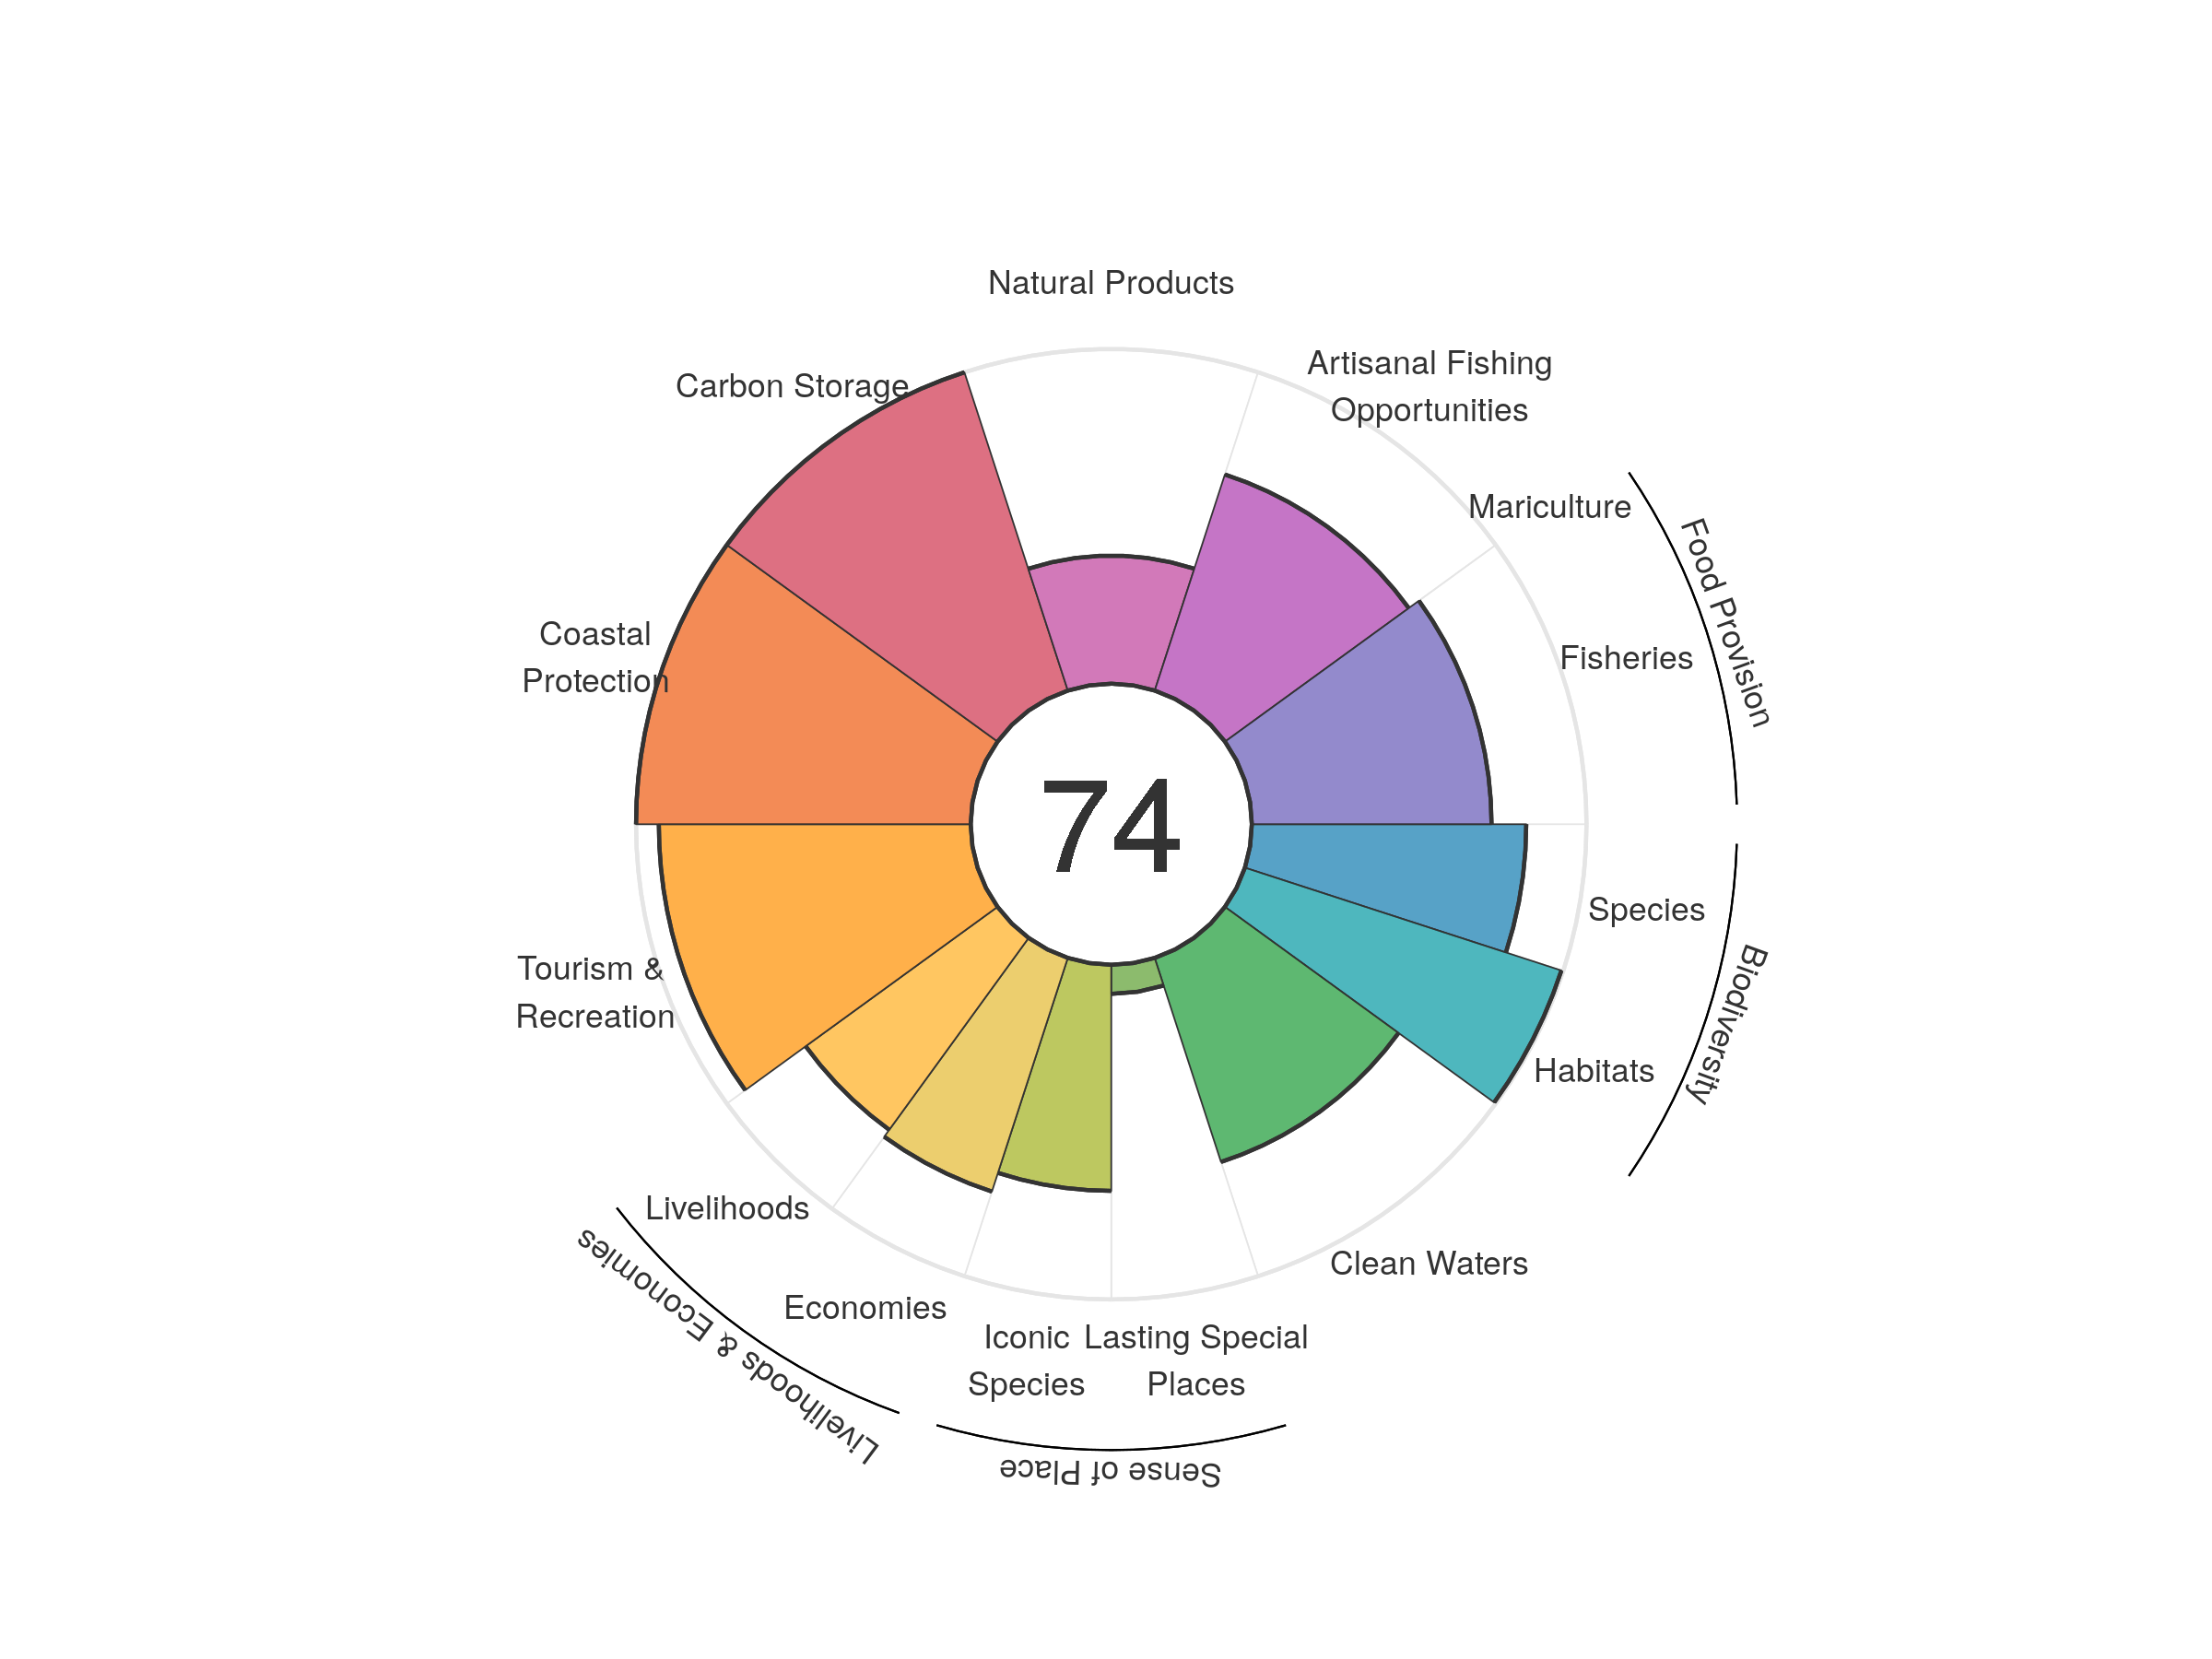 Natural Products
Artisanal Fishing
Opportunities
Carbon Storage
Mariculture
Food Provision
Coastal
Protection
Fisheries
74
Species
Biodiversity
Tourism &
Recreation
Habitats
Livelihoods
Clean Waters
Livelihoods & Economies
Economies
Iconic
Species
Lasting Special
Places
Sense of Place